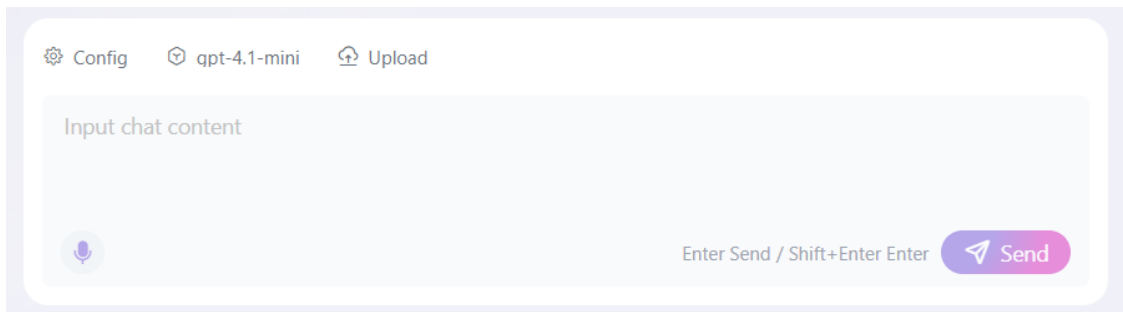 Config gpt-4.1-mini Upload
Input chat content
Enter Send / Shift+Enter Enter Send